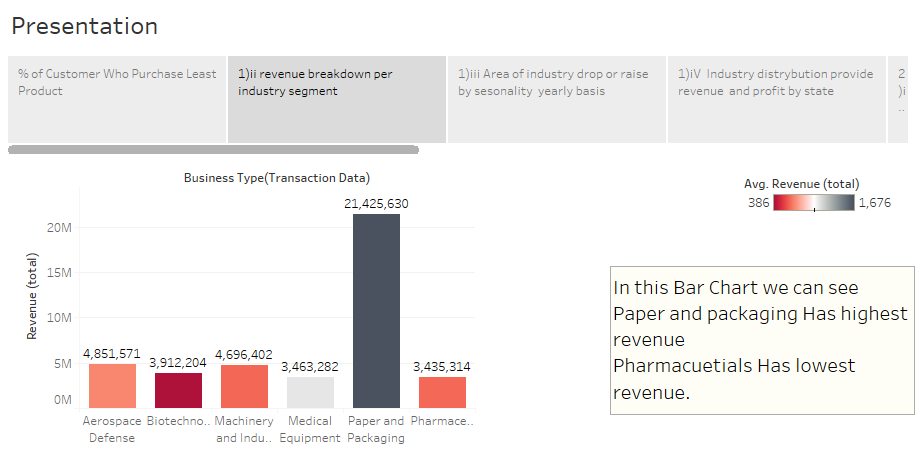 Presentation
% of Customer Who Purchase Least
Product
1)ii revenue breakdown per
industry segment
1)iii Area of industry drop or raise
by sesonality yearly basis
1)iV Industry distrybution provide
revenue and profit by state
2
)i
..
Business Type(Transaction Data)
Avg. Revenue (total)
386 1,676
Revenue (total)
20M
15M
10M
5M
0M
4,851,571
3,912,204
4,696,402
3,463,282
21,425,630
3,435,314
Aerospace
Defense
Biotechno..
Machinery
and Indu..
Medical
Equipment
Paper and
Packaging
Pharmace..
In this Bar Chart we can see
Paper and packaging Has highest
revenue
Pharmacuetials Has lowest
revenue.